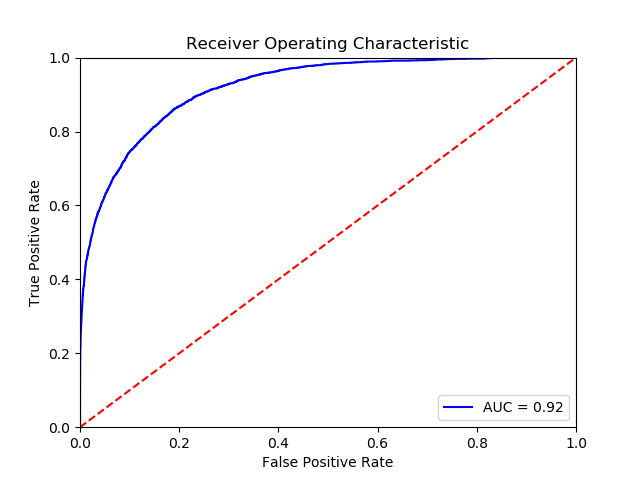 Receiver Operating Characteristic
1.0
0.8
0.6
0.4
0.2
0.0
True Positive Rate
AUC = 0.92
0.0 0.2 0.4 0.6 0.8 1.0
False Positive Rate